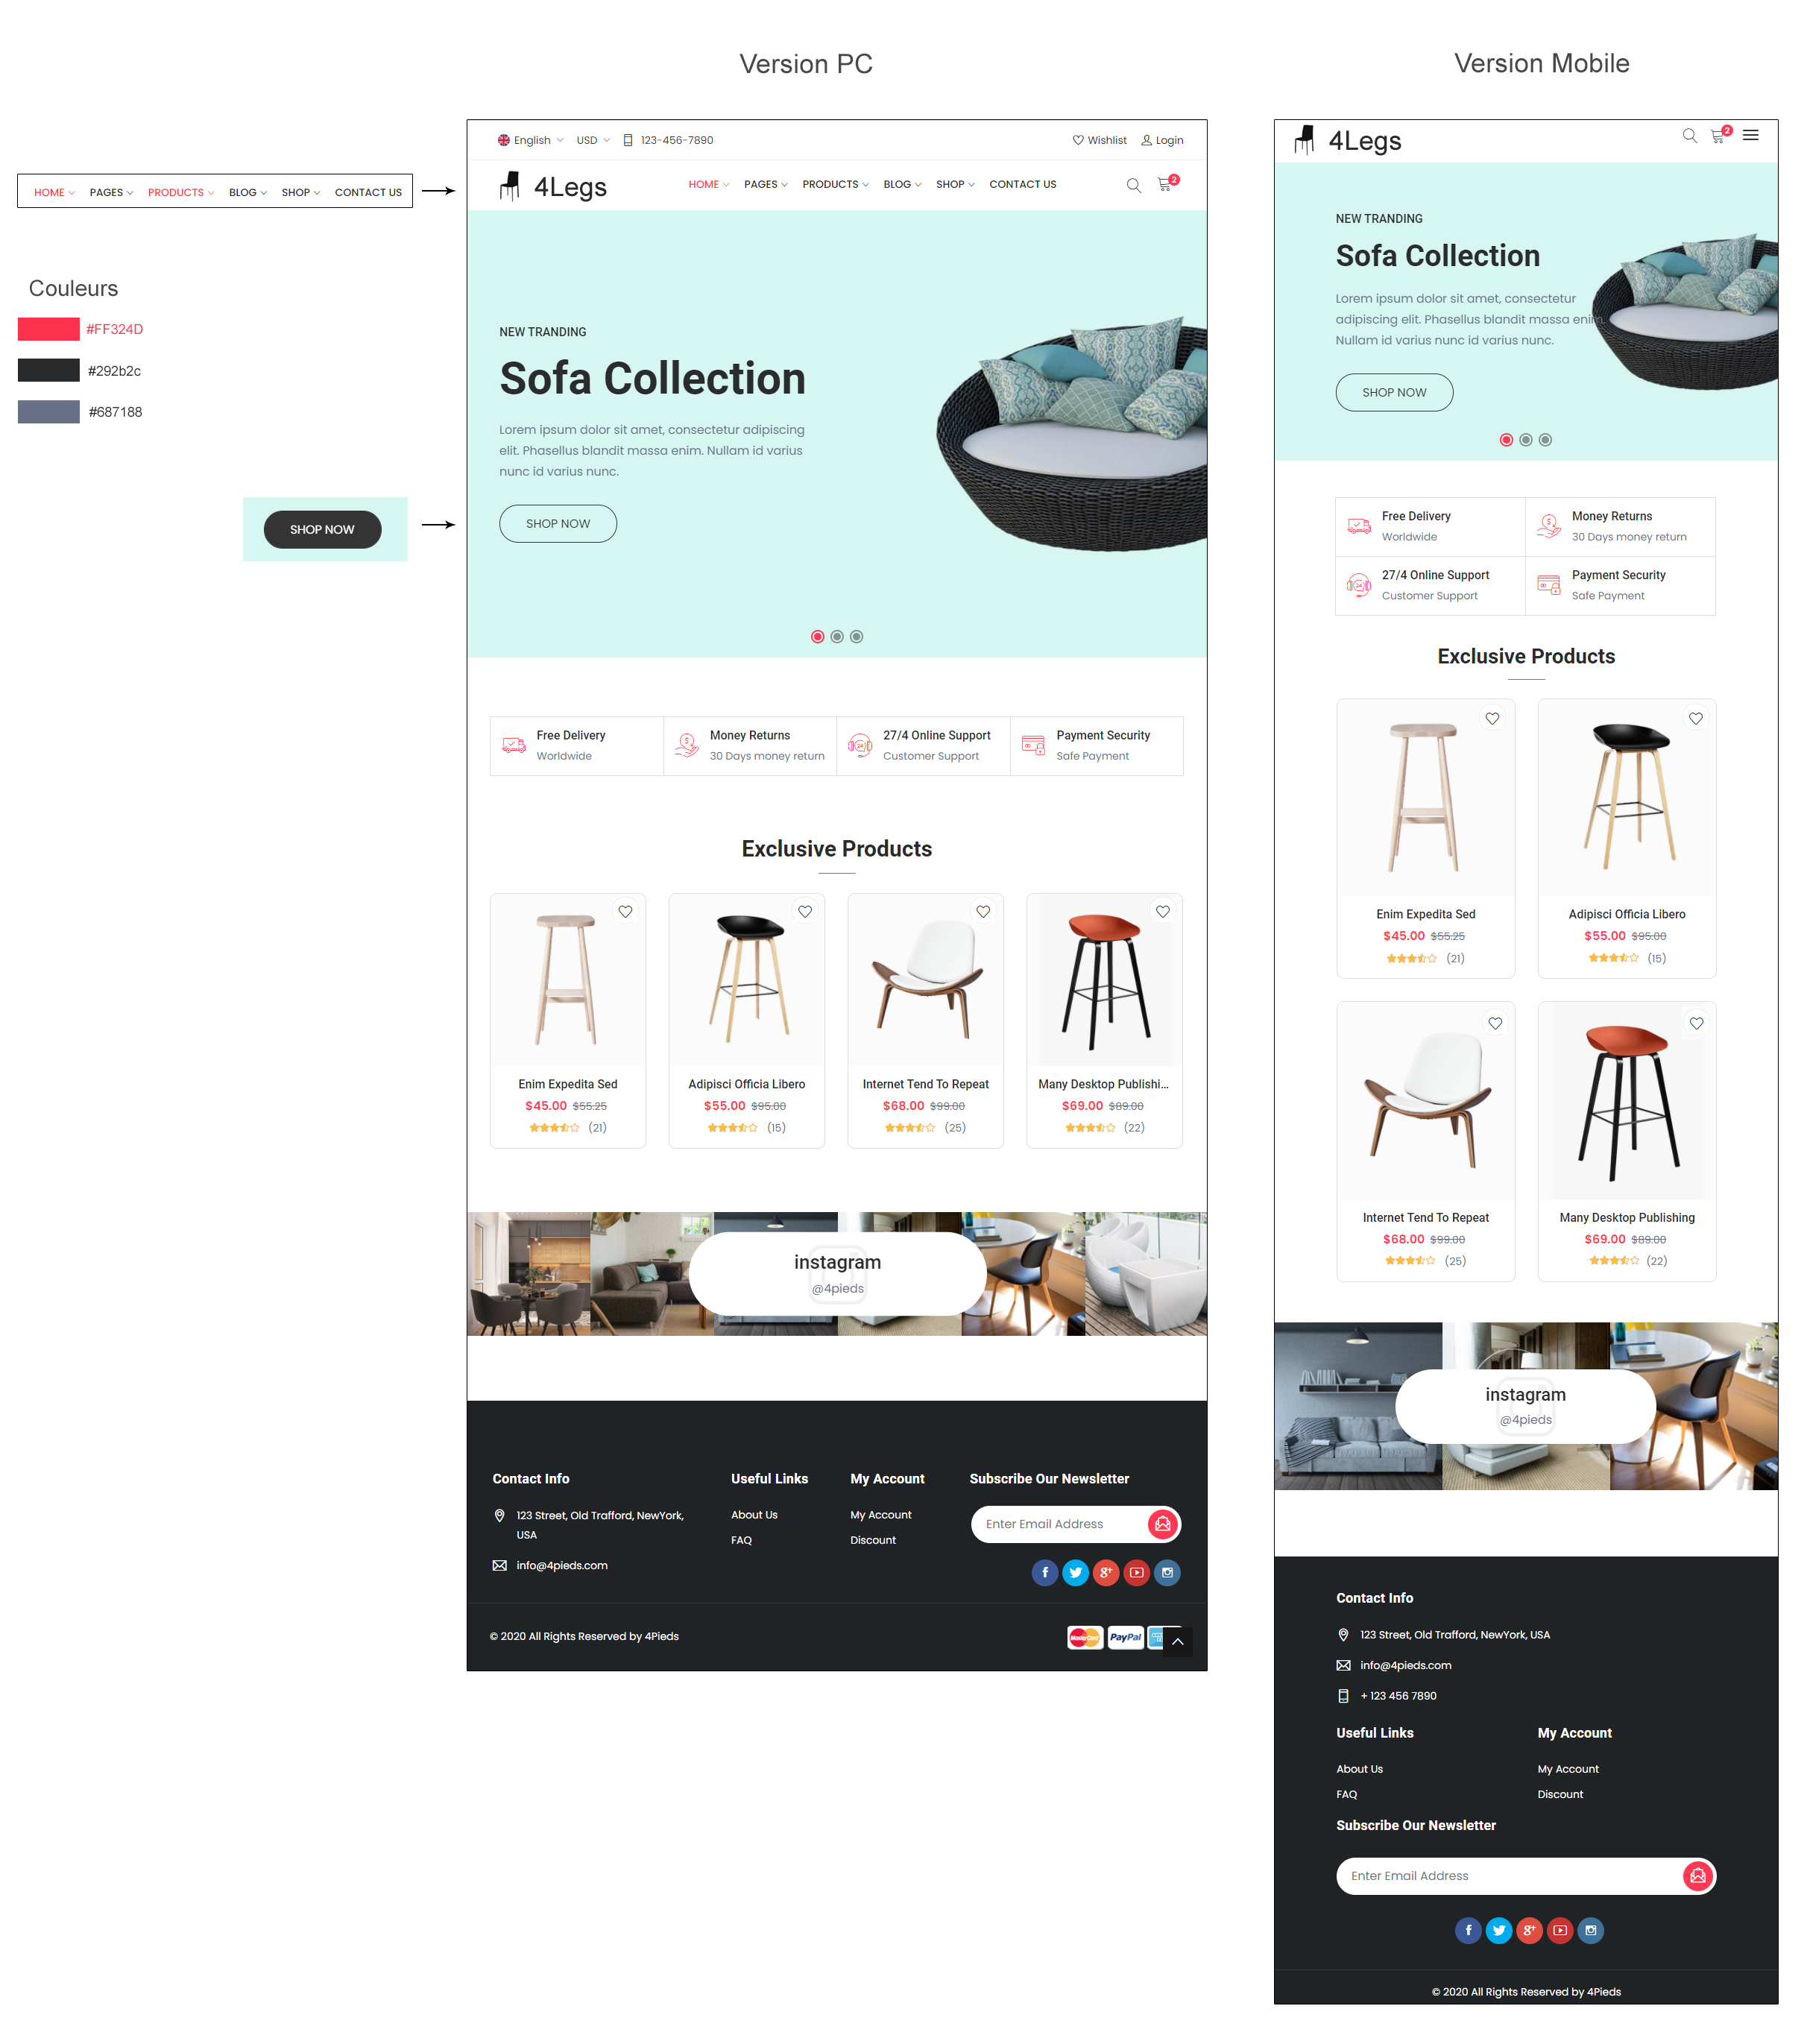 Version PC
Version Mobile
HOME PAGES PRODUCTS BLOG SHOP CONTACT US
Couleurs
#FF324D
#292b2c
#687188
SHOP NOW
English USD 123-456-7890 Wishlist Login
4Legs HOME PAGES PRODUCTS BLOG SHOP CONTACT US 2
NEW TRANDING
Sofa Collection
Lorem ipsum dolor sit amet, consectetur adipiscing
elit. Phasellus blandit massa enim. Nullam id varius
nunc id varius nunc.
SHOP NOW
Free Delivery
Worldwide
Money Returns
30 Days money return
27/4 Online Support
Customer Support
Payment Security
Safe Payment
Exclusive Products
Enim Expedita Sed
$45.00 $55.25
(21)
Adipisci Officia Libero
$55.00 $95.00
(15)
Internet Tend To Repeat
$68.00 $99.00
(25)
Many Desktop Publishi...
$69.00 $89.00
(22)
instagram
@4pieds
Contact Info
123 Street, Old Trafford, NewYork,
USA
info@4pieds.com
Useful Links
About Us
FAQ
My Account
My Account
Discount
Subscribe Our Newsletter
Enter Email Address
© 2020 All Rights Reserved by 4Pieds
MasterCard PayPal
4Legs 2
NEW TRANDING
Sofa Collection
Lorem ipsum dolor sit amet, consectetur
adipiscing elit. Phasellus blandit massa enim.
Nullam id varius nunc id varius nunc.
SHOP NOW
Free Delivery
Worldwide
Money Returns
30 Days money return
27/4 Online Support
Customer Support
Payment Security
Safe Payment
Exclusive Products
Enim Expedita Sed
$45.00 $55.25
(21)
Adipisci Officia Libero
$55.00 $95.00
(15)
Internet Tend To Repeat
$68.00 $99.00
(25)
Many Desktop Publishing
$69.00 $89.00
(22)
instagram
@4pieds
Contact Info
123 Street, Old Trafford, NewYork, USA
info@4pieds.com
+ 123 456 7890
Useful Links
About Us
FAQ
My Account
My Account
Discount
Subscribe Our Newsletter
Enter Email Address
© 2020 All Rights Reserved by 4Pieds